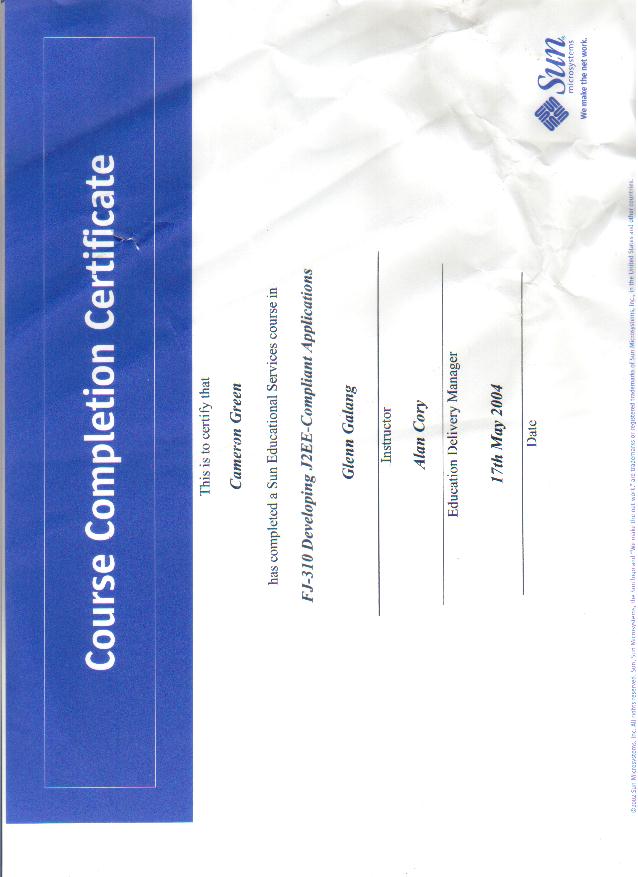 Course Completion Certificate
This is to certify that
Cameron Green
has completed a Sun Educational Services course in
FJ-310 Developing J2EE-Compliant Applications
Glenn Galang
Instructor
Alan Cory
Education Delivery Manager
17th May 2004
Date
Sun
microsystems
We make the net work.
©2002 Sun Microsystems, Inc. All rights reserved. Sun, Sun Microsystems, the Sun logo and "We make the net work." are trademarks or registered trademarks of Sun Microsystems, Inc., in the United States and other countries.